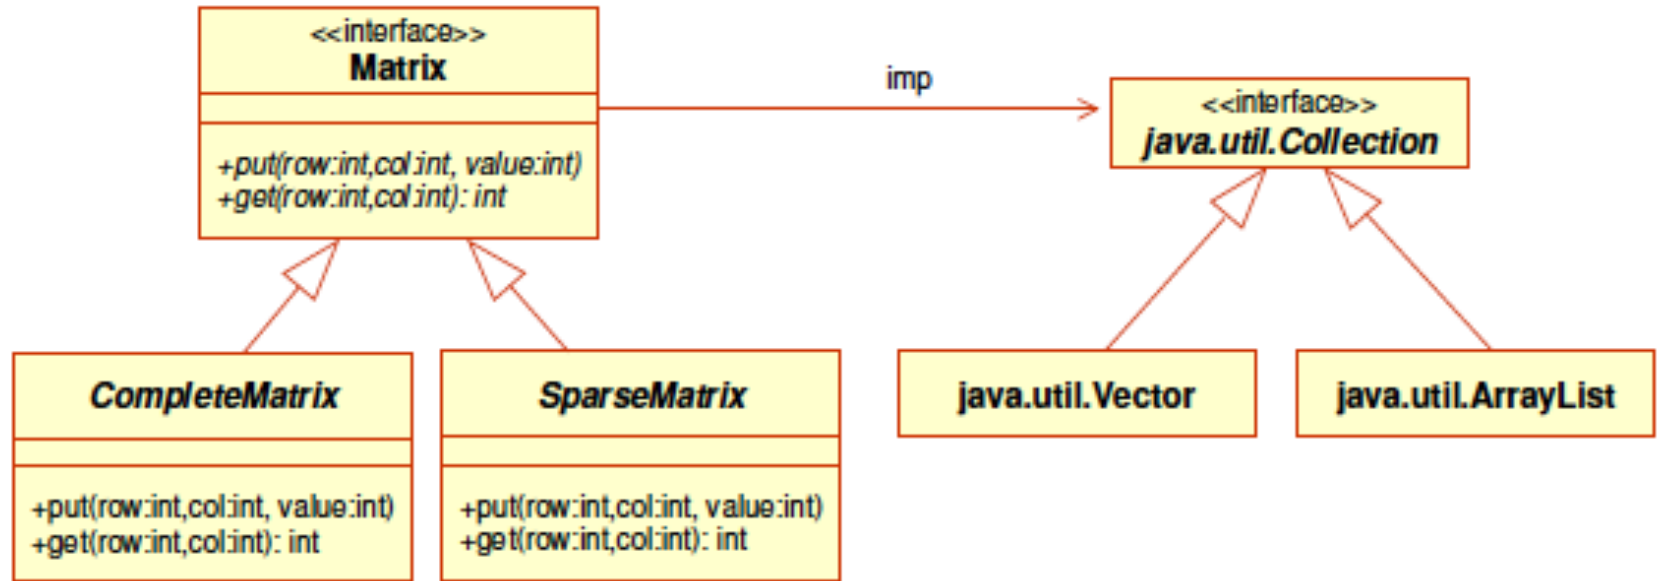 <<interface>>
Matrix
+put(row:int,col:int, value:int)
+get(row:int,col:int): int
imp
<<interface>>
java.util.Collection
CompleteMatrix
+put(row:int,col:int, value:int)
+get(row:int,col:int): int
SparseMatrix
+put(row:int,col:int, value:int)
+get(row:int,col:int): int
java.util.Vector
java.util.ArrayList